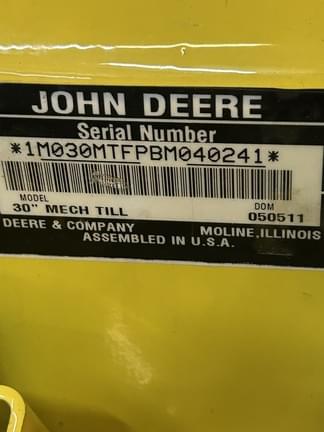 JOHN DEERE
Serial Number
*1M030MTFPBM040241*
MODEL DOM
30" MECH TILL 050511
DEERE & COMPANY MOLINE,ILLINOIS
ASSEMBLED IN U.S.A.